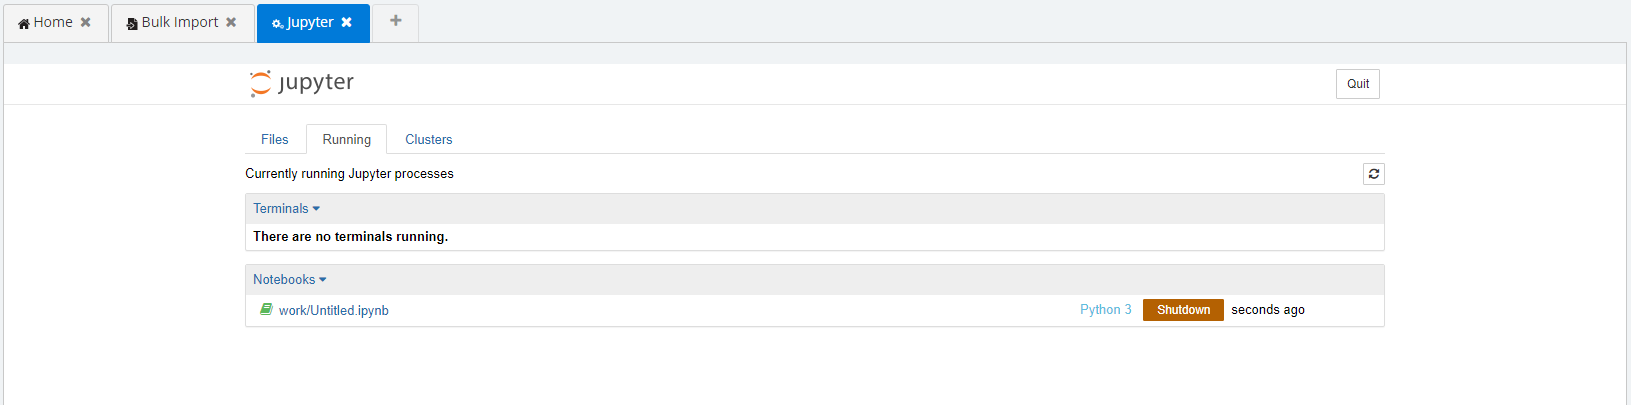 Home Bulk Import Jupyter
jupyter Quit
Files Running Clusters
Currently running Jupyter processes
Terminals
There are no terminals running.
Notebooks
work/Untitled.ipynb Python 3 Shutdown seconds ago